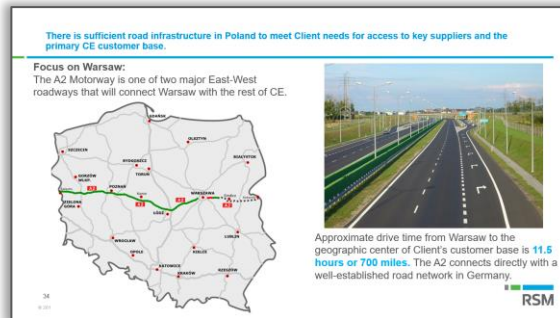 There is sufficient road infrastructure in Poland to meet Client needs for access to key suppliers and the
primary CE customer base.
Focus on Warsaw:
The A2 Motorway is one of two major East-West
roadways that will connect Warsaw with the rest of CE.
GDAŃSK
OLSZTYN
SZCZECIN
BIAŁYSTOK
BYDGOSZCZ
TORUŃ
GORZÓW
WLKP.
POZNAŃ
WARSZAWA
A2
A2
A2
A2
ZIELONA
GÓRA
ŁÓDŹ
LUBLIN
WROCŁAW
KIELCE
OPOLE
KATOWICE
KRAKÓW
RZESZÓW
Approximate drive time from Warsaw to the
geographic center of Client's customer base is 11.5
hours or 700 miles. The A2 connects directly with a
well-established road network in Germany.
34
RSM